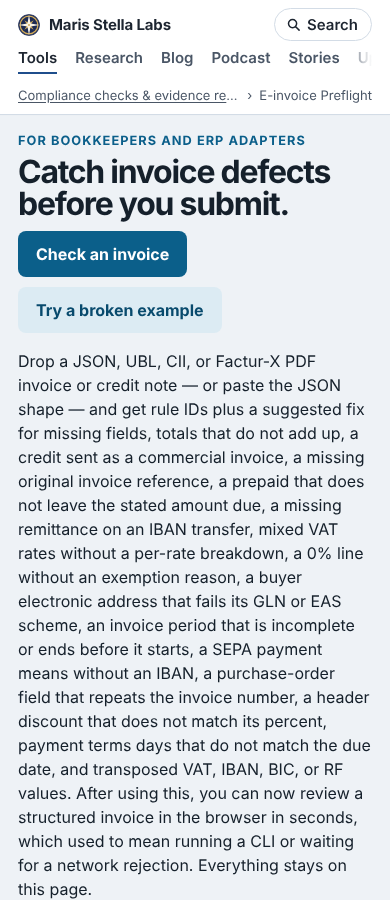 Maris Stella Labs
Search
Tools Research Blog Podcast Stories
Compliance checks & evidence re... › E-invoice Preflight
FOR BOOKKEEPERS AND ERP ADAPTERS
Catch invoice defects
before you submit.
Check an invoice
Try a broken example
Drop a JSON, UBL, CII, or Factur-X PDF
invoice or credit note — or paste the JSON
shape — and get rule IDs plus a suggested fix
for missing fields, totals that do not add up, a
credit sent as a commercial invoice, a missing
original invoice reference, a prepaid that does
not leave the stated amount due, a missing
remittance on an IBAN transfer, mixed VAT
rates without a per-rate breakdown, a 0% line
without an exemption reason, a buyer
electronic address that fails its GLN or EAS
scheme, an invoice period that is incomplete
or ends before it starts, a SEPA payment
means without an IBAN, a purchase-order
field that repeats the invoice number, a header
discount that does not match its percent,
payment terms days that do not match the due
date, and transposed VAT, IBAN, BIC, or RF
values. After using this, you can now review a
structured invoice in the browser in seconds,
which used to mean running a CLI or waiting
for a network rejection. Everything stays on
this page.